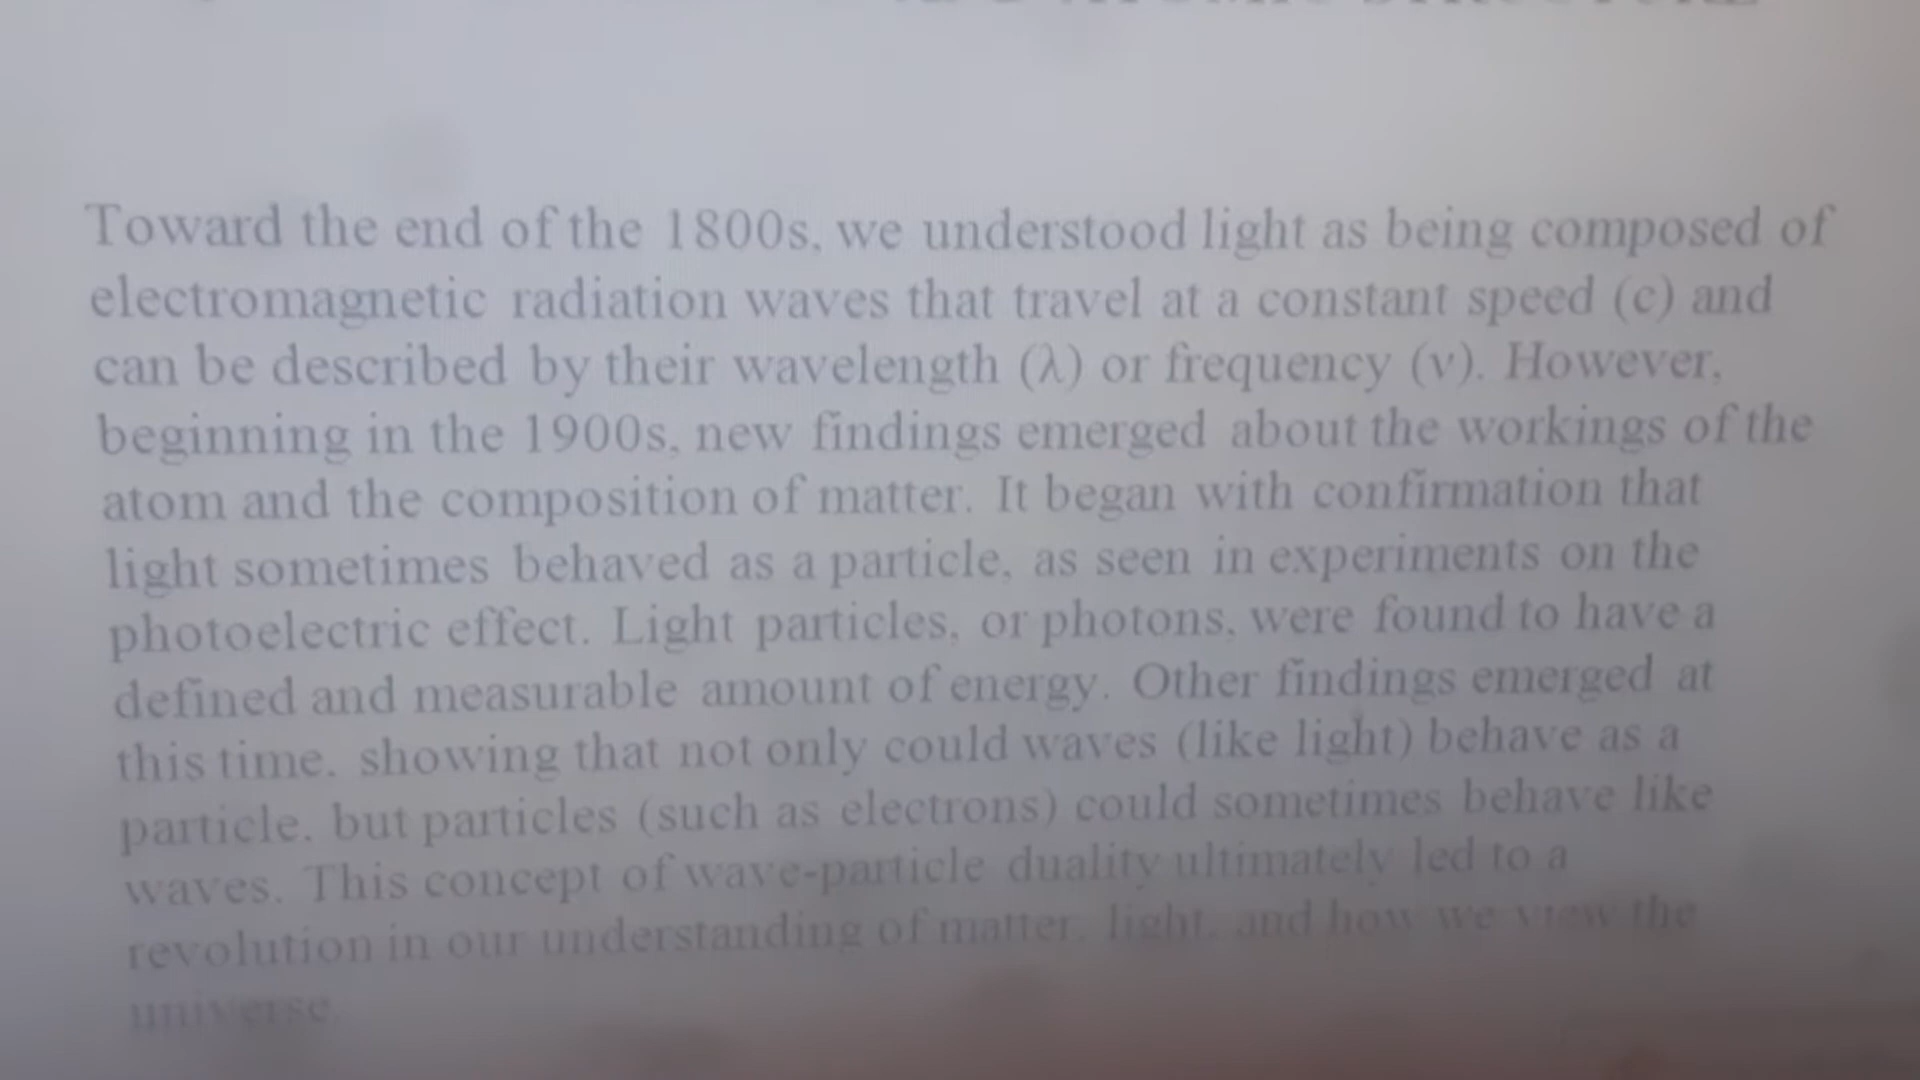 Toward the end of the 1800s, we understood light as being composed of
electromagnetic radiation waves that travel at a constant speed (c) and
can be described by their wavelength (λ) or frequency (ν). However,
beginning in the 1900s, new findings emerged about the workings of the
atom and the composition of matter. It began with confirmation that
light sometimes behaved as a particle, as seen in experiments on the
photoelectric effect. Light particles, or photons, were found to have a
defined and measurable amount of energy. Other findings emerged at
this time, showing that not only could waves (like light) behave as a
particle, but particles (such as electrons) could sometimes behave like
waves. This concept of wave-particle duality ultimately led to a
revolution in our understanding of matter, light, and how we view the
universe.